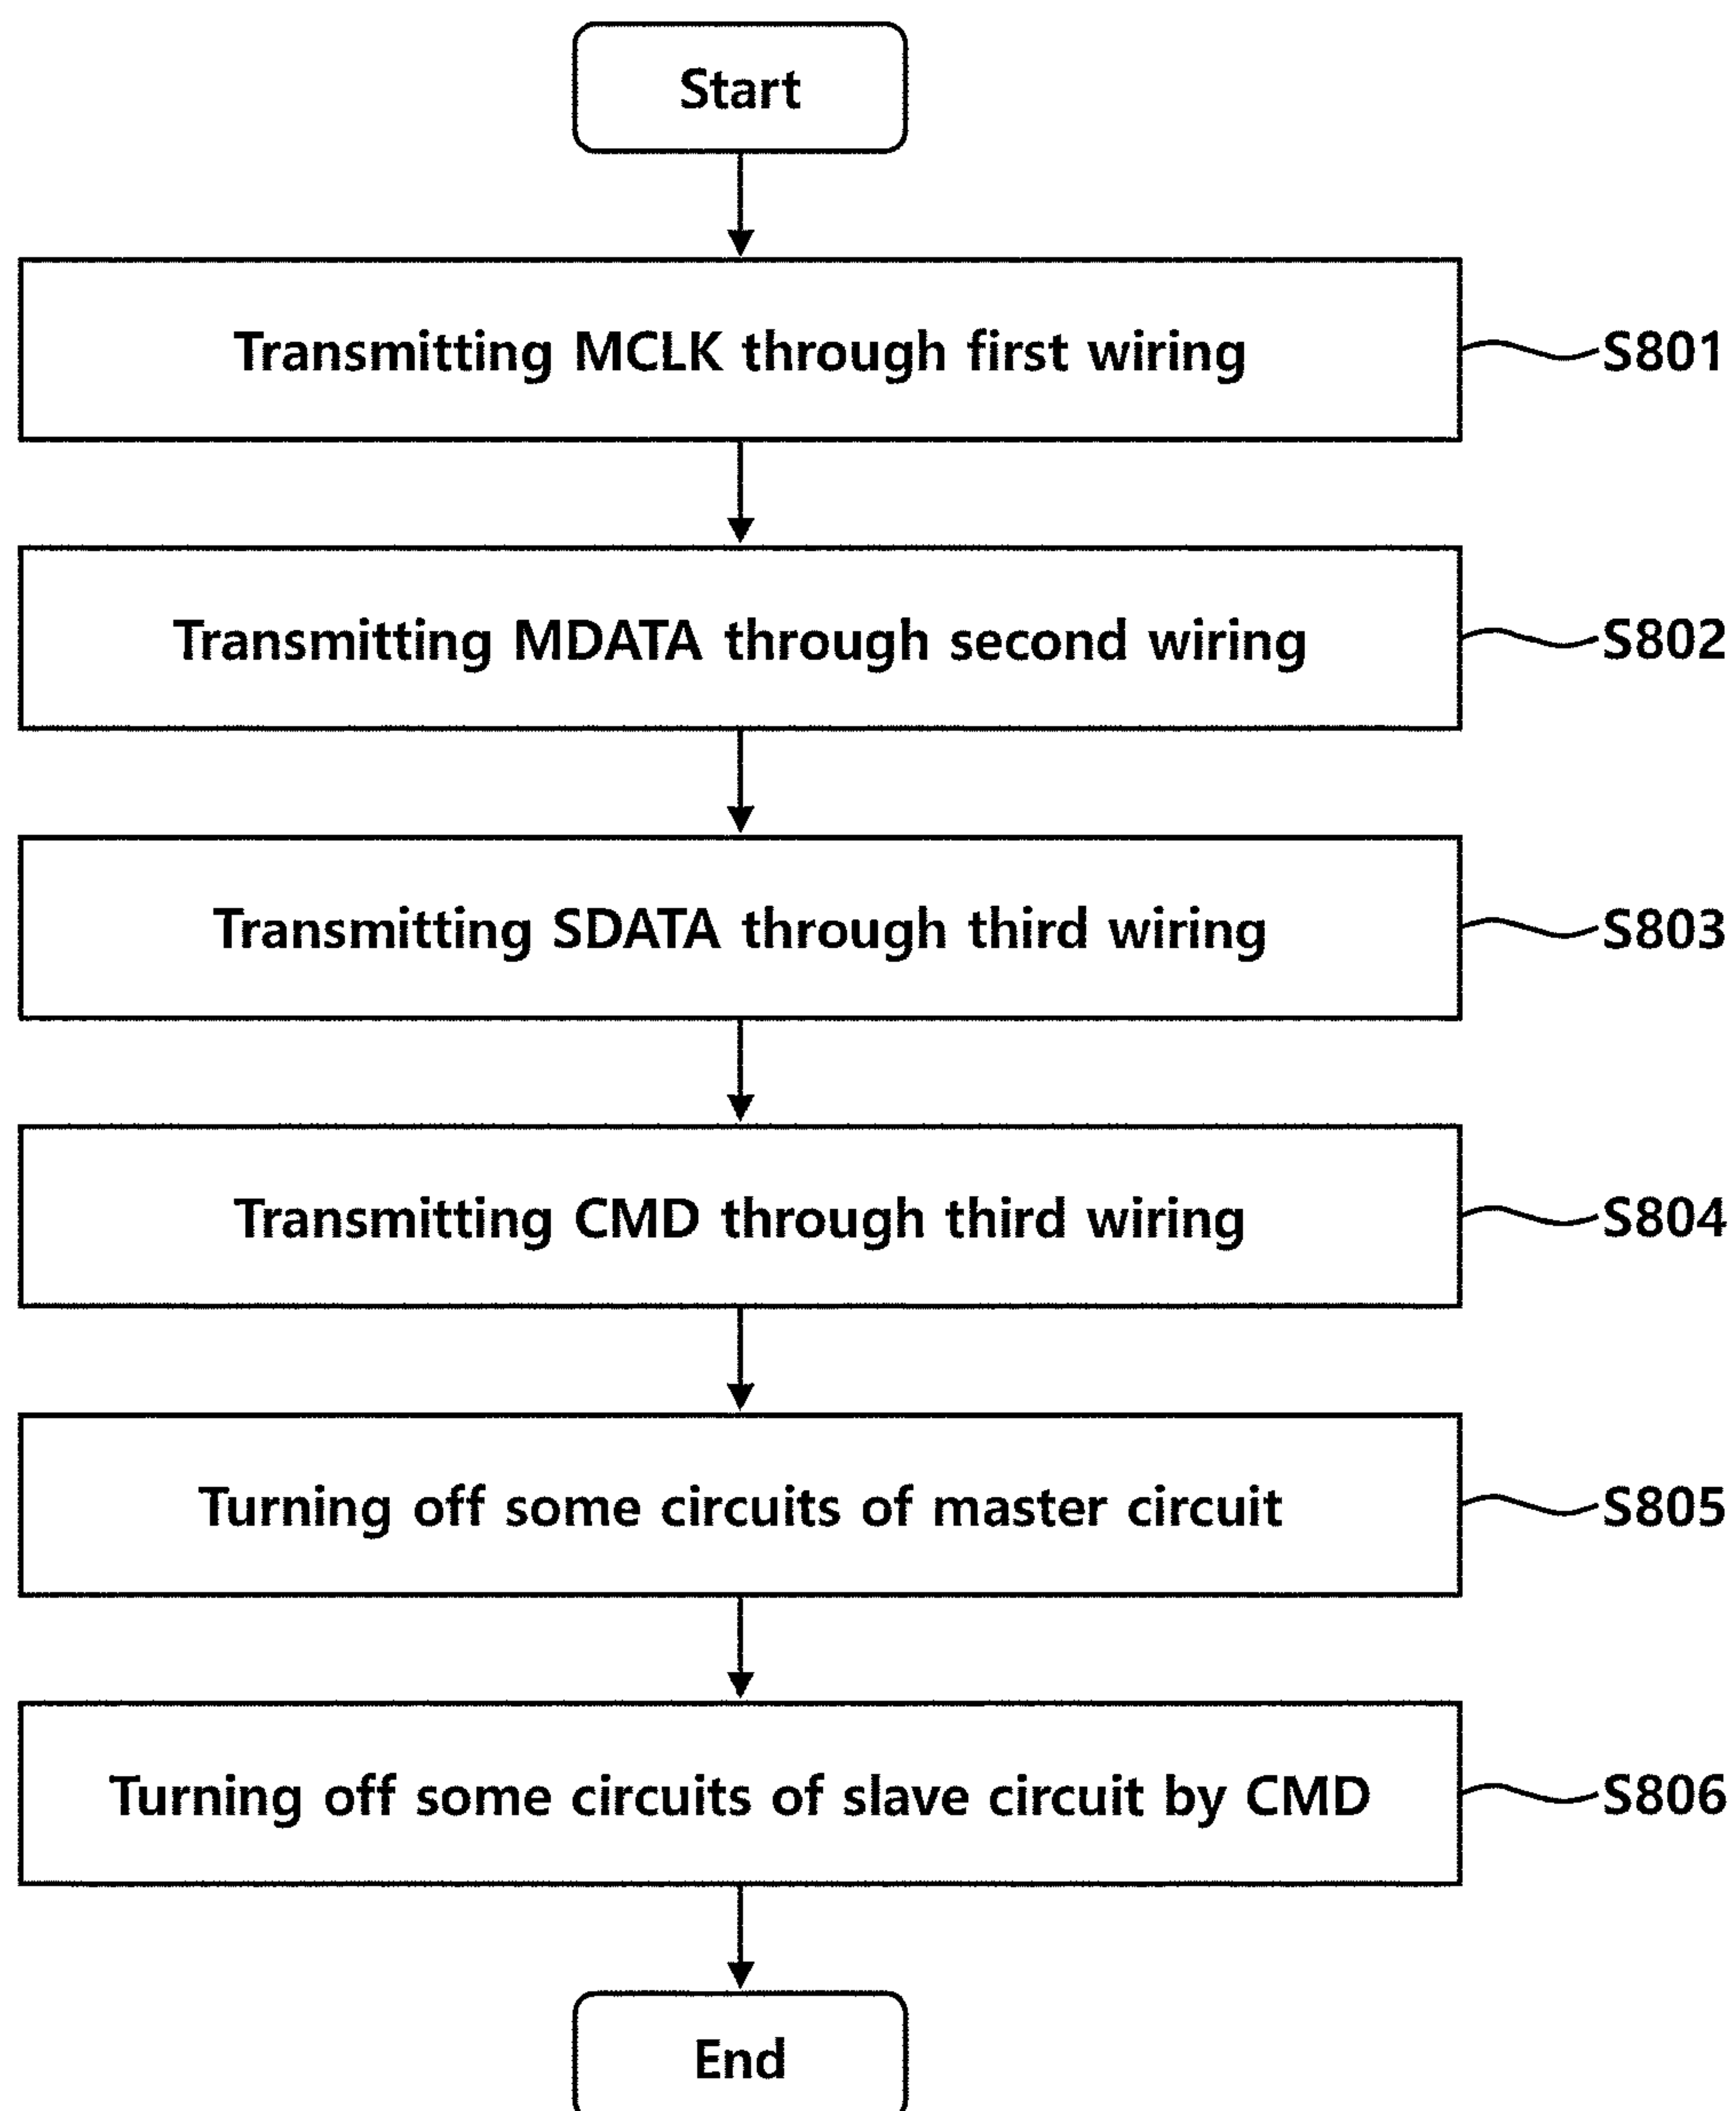 Start
Transmitting MCLK through first wiring
S801
Transmitting MDATA through second wiring
S802
Transmitting SDATA through third wiring
S803
Transmitting CMD through third wiring
S804
Turning off some circuits of master circuit
S805
Turning off some circuits of slave circuit by CMD
S806
End